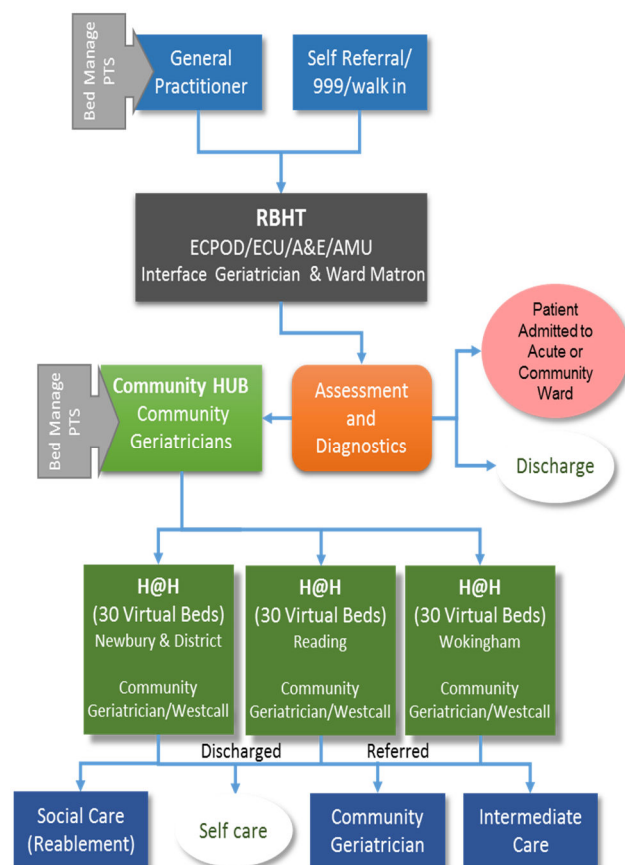 Bed Manage
PTS
General
Practitioner
Self Referral/
999/walk in
RBHT
ECPOD/ECU/A&E/AMU
Interface Geriatrician & Ward Matron
Patient
Admitted to
Acute or
Community
Ward
Bed Manage
PTS
Community HUB
Community
Geriatricians
Assessment
and
Diagnostics
Discharge
H@H
(30 Virtual Beds)
Newbury & District
Community
Geriatrician/Westcall
H@H
(30 Virtual Beds)
Reading
Community
Geriatrician/Westcall
H@H
(30 Virtual Beds)
Wokingham
Community
Geriatrician/Westcall
Discharged
Referred
Social Care
(Reablement)
Self care
Community
Geriatrician
Intermediate
Care